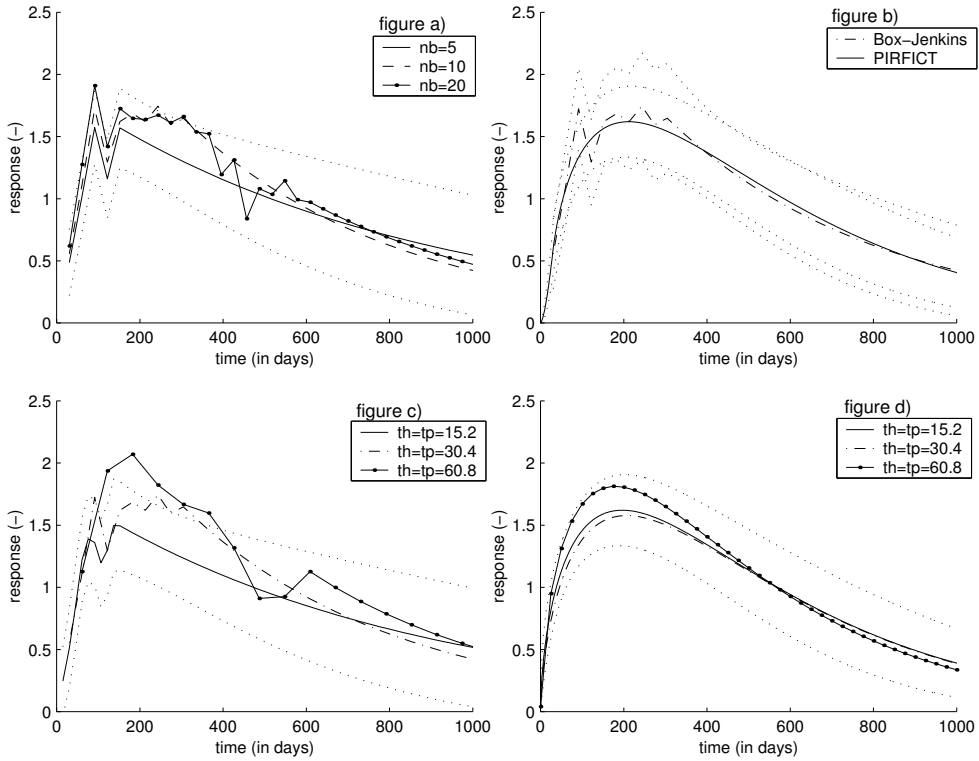 figure a)
nb=5
nb=10
nb=20
2.5
2
1.5
1
0.5
0
response (−)
0 200 400 600 800 1000
time (in days)
figure b)
Box−Jenkins
PIRFICT
2.5
2
1.5
1
0.5
0
response (−)
0 200 400 600 800 1000
time (in days)
figure c)
th=tp=15.2
th=tp=30.4
th=tp=60.8
2.5
2
1.5
1
0.5
0
response (−)
0 200 400 600 800 1000
time (in days)
figure d)
th=tp=15.2
th=tp=30.4
th=tp=60.8
2.5
2
1.5
1
0.5
0
response (−)
0 200 400 600 800 1000
time (in days)